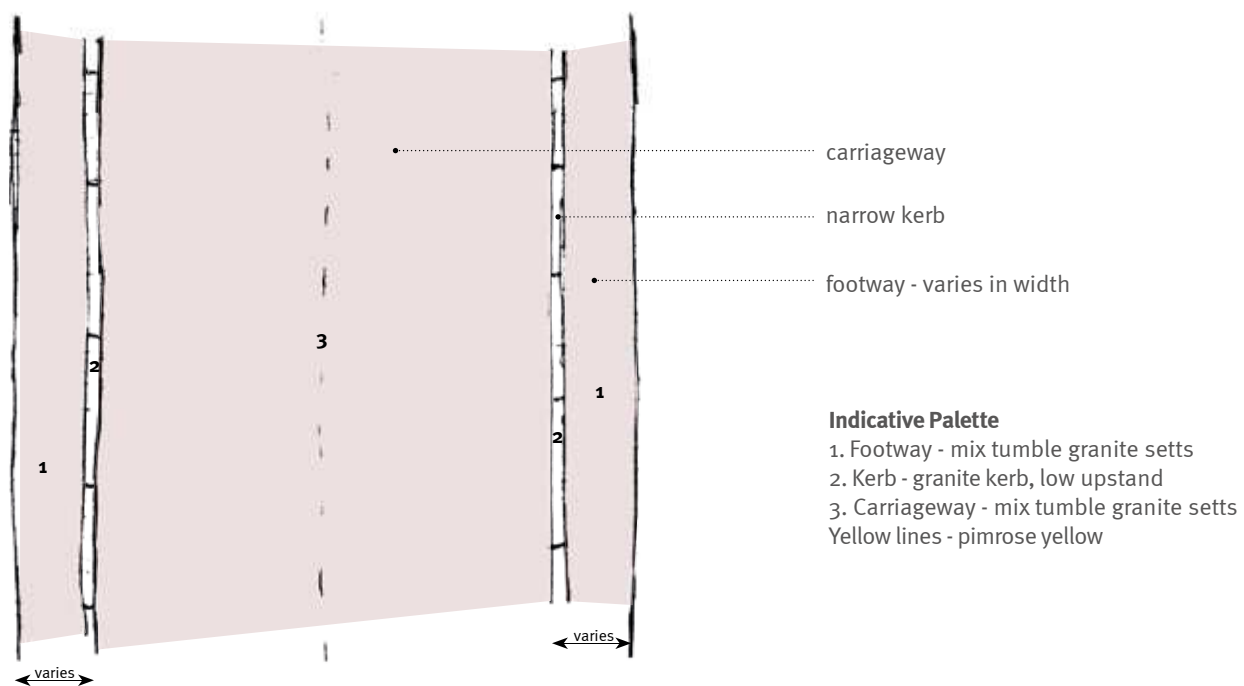 carriageway
narrow kerb
footway - varies in width
3
2
1
2
1
Indicative Palette
1. Footway - mix tumble granite setts
2. Kerb - granite kerb, low upstand
3. Carriageway - mix tumble granite setts
Yellow lines - pimrose yellow
varies
varies